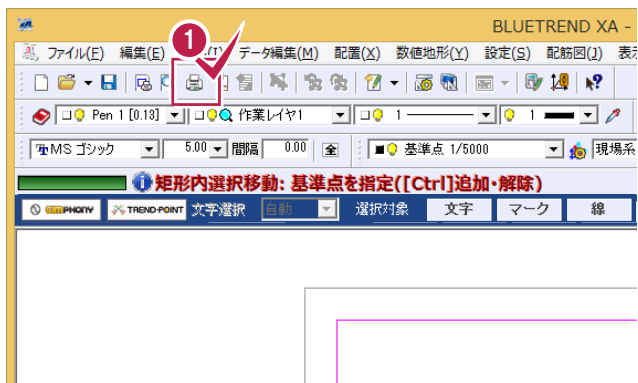 BLUETREND XA -
ファイル(F) 編集(E) データ編集(M) 配置(X) 数値地形(Y) 設定(S) 配筋図(J) 表
1
Pen 1 [0.13] 作業レイヤ1 1 1
MS ゴシック 5.00 間隔 0.00 全 基準点 1/5000 現場系
矩形内選択移動: 基準点を指定([Ctrl]追加・解除)
TREND-POINT 文字選択 自動 選択対象 文字 マーク 線